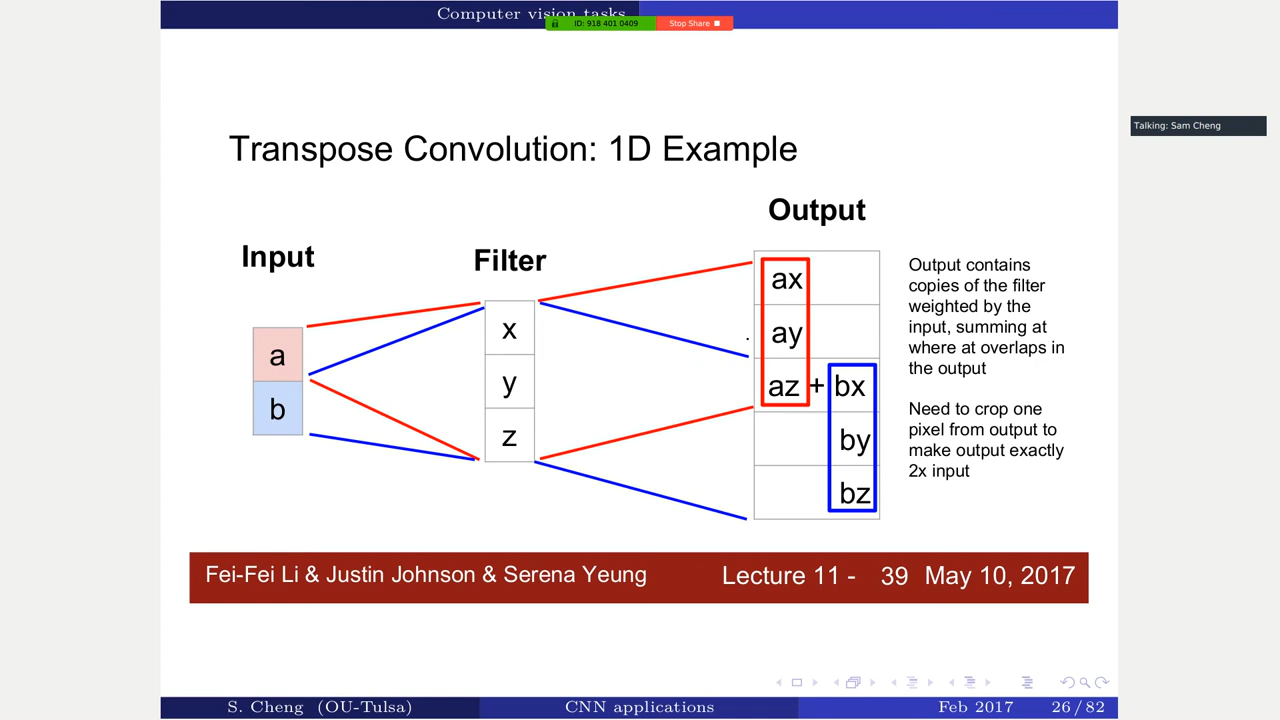 Computer vision tasks
ID: 918 401 0409 Stop Share
Talking: Sam Cheng
Transpose Convolution: 1D Example
Output
Input
Filter
a
b
x
y
z
ax
ay
az + bx
by
bz
Output contains
copies of the filter
weighted by the
input, summing at
where at overlaps in
the output
Need to crop one
pixel from output to
make output exactly
2x input
Fei-Fei Li & Justin Johnson & Serena Yeung Lecture 11 - 39 May 10, 2017
S. Cheng (OU-Tulsa) CNN applications Feb 2017 26 / 82